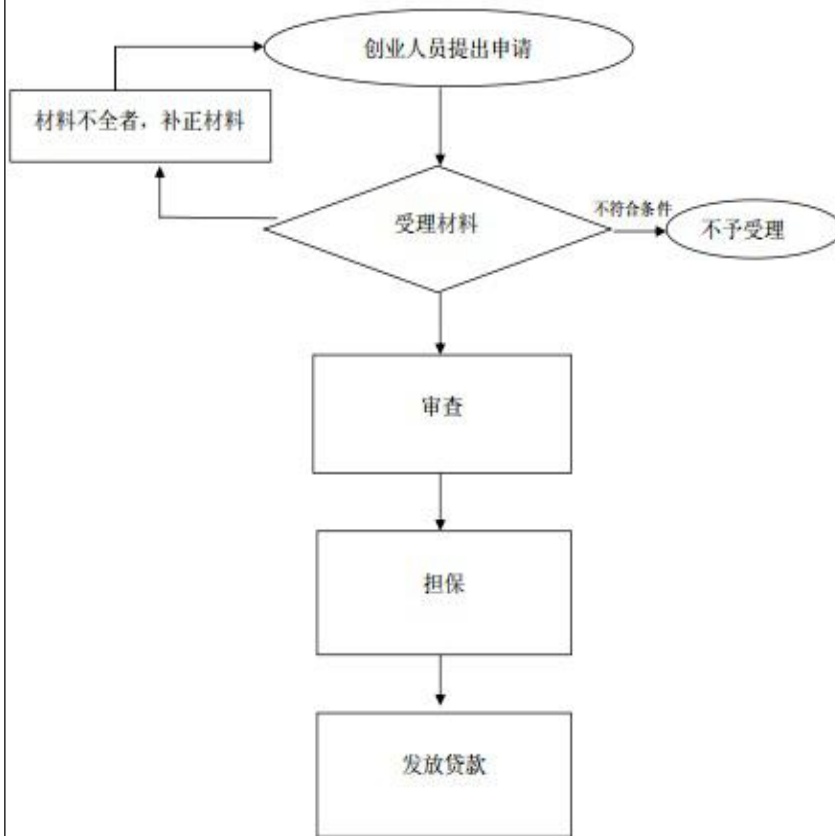 创业人员提出申请
材料不全者，补正材料
受理材料
不符合条件
不予受理
审查
担保
发放贷款